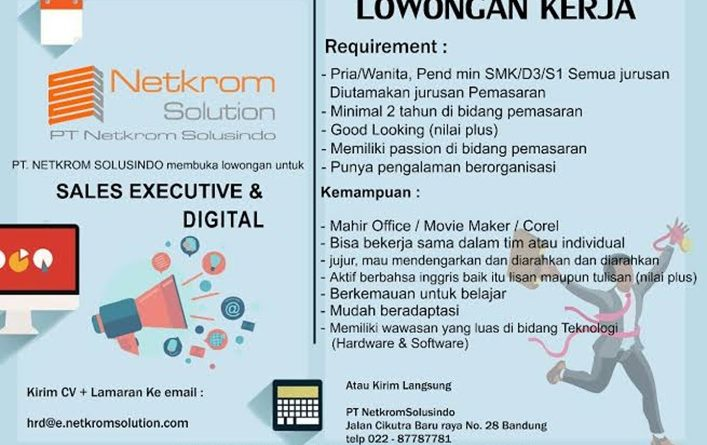 Netkrom
Solution
PT Netkrom Solusindo
PT. NETKROM SOLUSINDO membuka lowongan untuk
SALES EXECUTIVE &
DIGITAL
Kirim CV + Lamaran Ke email :
hrd@e.netkromsolution.com
LOWONGAN KERJA
Requirement :
- Pria/Wanita, Pend min SMK/D3/S1 Semua jurusan
Diutamakan jurusan Pemasaran
- Minimal 2 tahun di bidang pemasaran
- Good Looking (nilai plus)
- Memiliki passion di bidang pemasaran
- Punya pengalaman berorganisasi
Kemampuan :
- Mahir Office / Movie Maker / Corel
- Bisa bekerja sama dalam tim atau individual
- jujur, mau mendengarkan dan diarahkan dan diarahkan
- Aktif berbahsa inggris baik itu lisan maupun tulisan (nilai plus)
- Berkemauan untuk belajar
- Mudah beradaptasi
- Memiliki wawasan yang luas di bidang Teknologi
(Hardware & Software)
Atau Kirim Langsung
PT NetkromSolusindo
Jalan Cikutra Baru raya No. 28 Bandung
telp 022 - 87787781